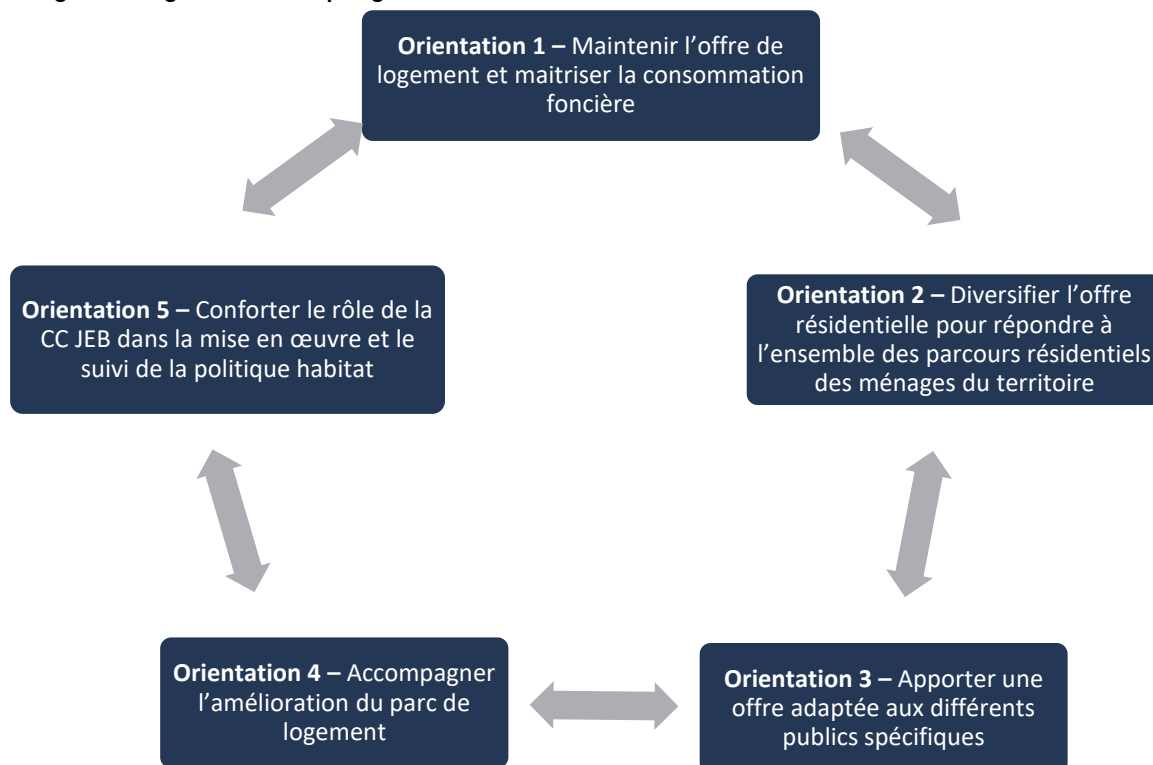 Orientation 1 – Maintenir l’offre de
logement et maitriser la consommation
foncière
Orientation 2 – Diversifier l’offre
résidentielle pour répondre à
l’ensemble des parcours résidentiels
des ménages du territoire
Orientation 3 – Apporter une
offre adaptée aux différents
publics spécifiques
Orientation 4 – Accompagner
l’amélioration du parc de
logement
Orientation 5 – Conforter le rôle de la
CC JEB dans la mise en œuvre et le
suivi de la politique habitat